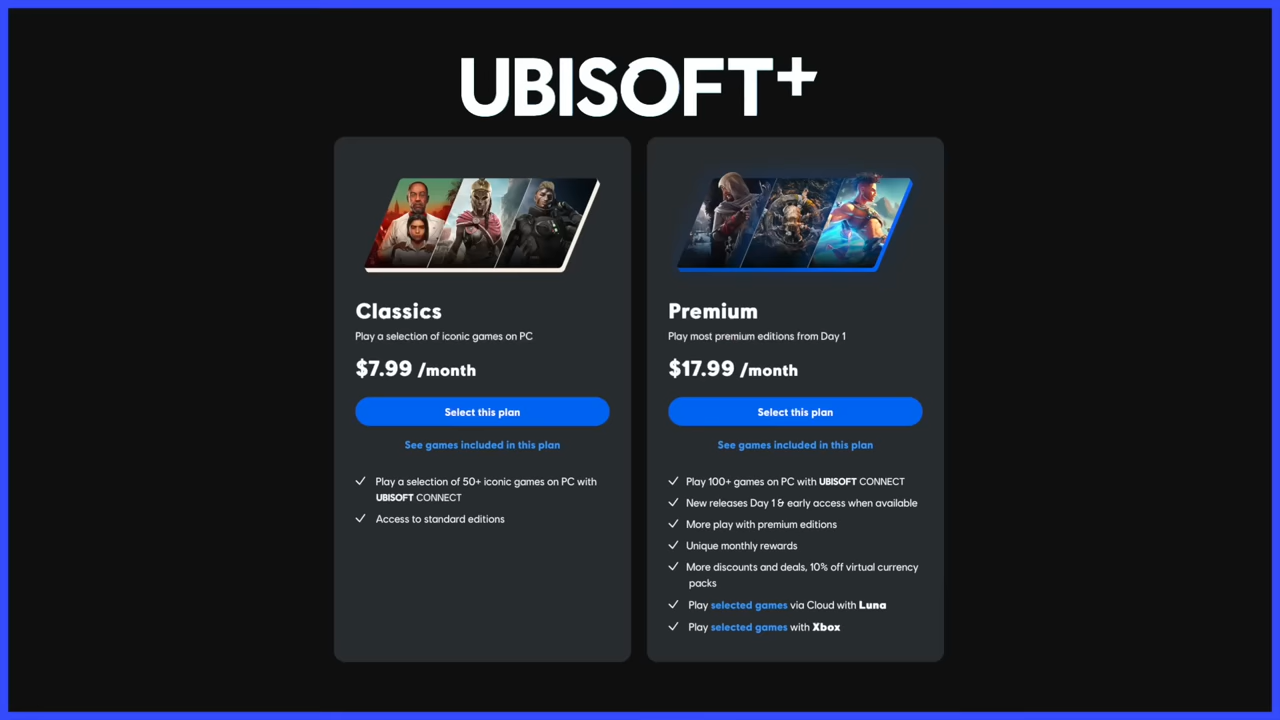 UBISOFT+
Classics
Play a selection of iconic games on PC
$7.99 /month
Select this plan
See games included in this plan
Play a selection of 50+ iconic games on PC with
UBISOFT CONNECT
Access to standard editions
Premium
Play most premium editions from Day 1
$17.99 /month
Select this plan
See games included in this plan
Play 100+ games on PC with UBISOFT CONNECT
New releases Day 1 & early access when available
More play with premium editions
Unique monthly rewards
More discounts and deals, 10% off virtual currency
packs
Play selected games via Cloud with Luna
Play selected games with Xbox